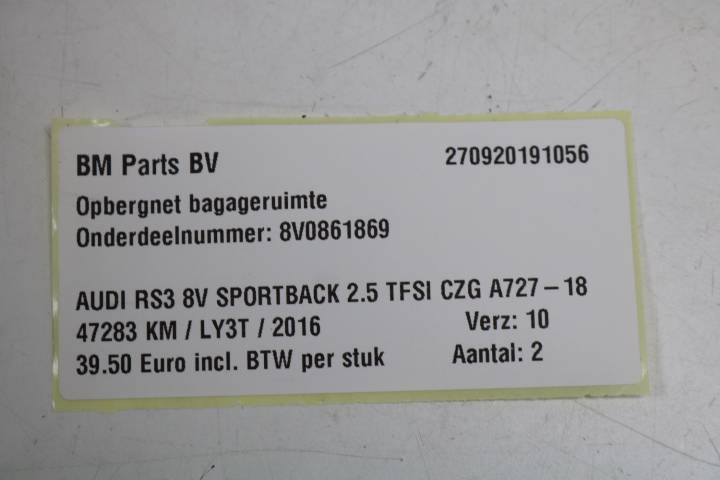 BM Parts BV 270920191056
Opbergnet bagageruimte
Onderdeelnummer: 8V0861869
AUDI RS3 8V SPORTBACK 2.5 TFSI CZG A727 – 18
47283 KM / LY3T / 2016 Verz: 10
39.50 Euro incl. BTW per stuk Aantal: 2